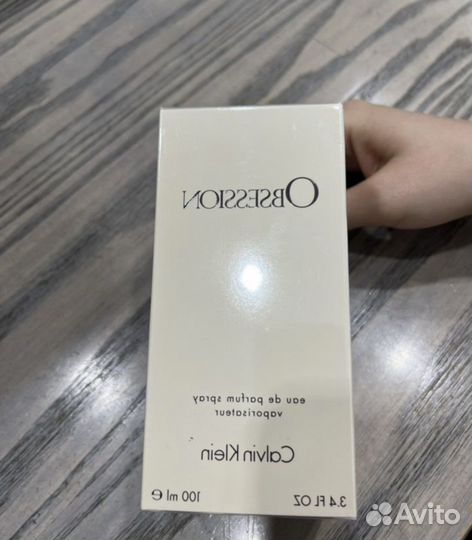 OBSESSION
eau de parfum spray
vaporisateur
Calvin Klein
3.4 FL OZ 100 ml e
Avito